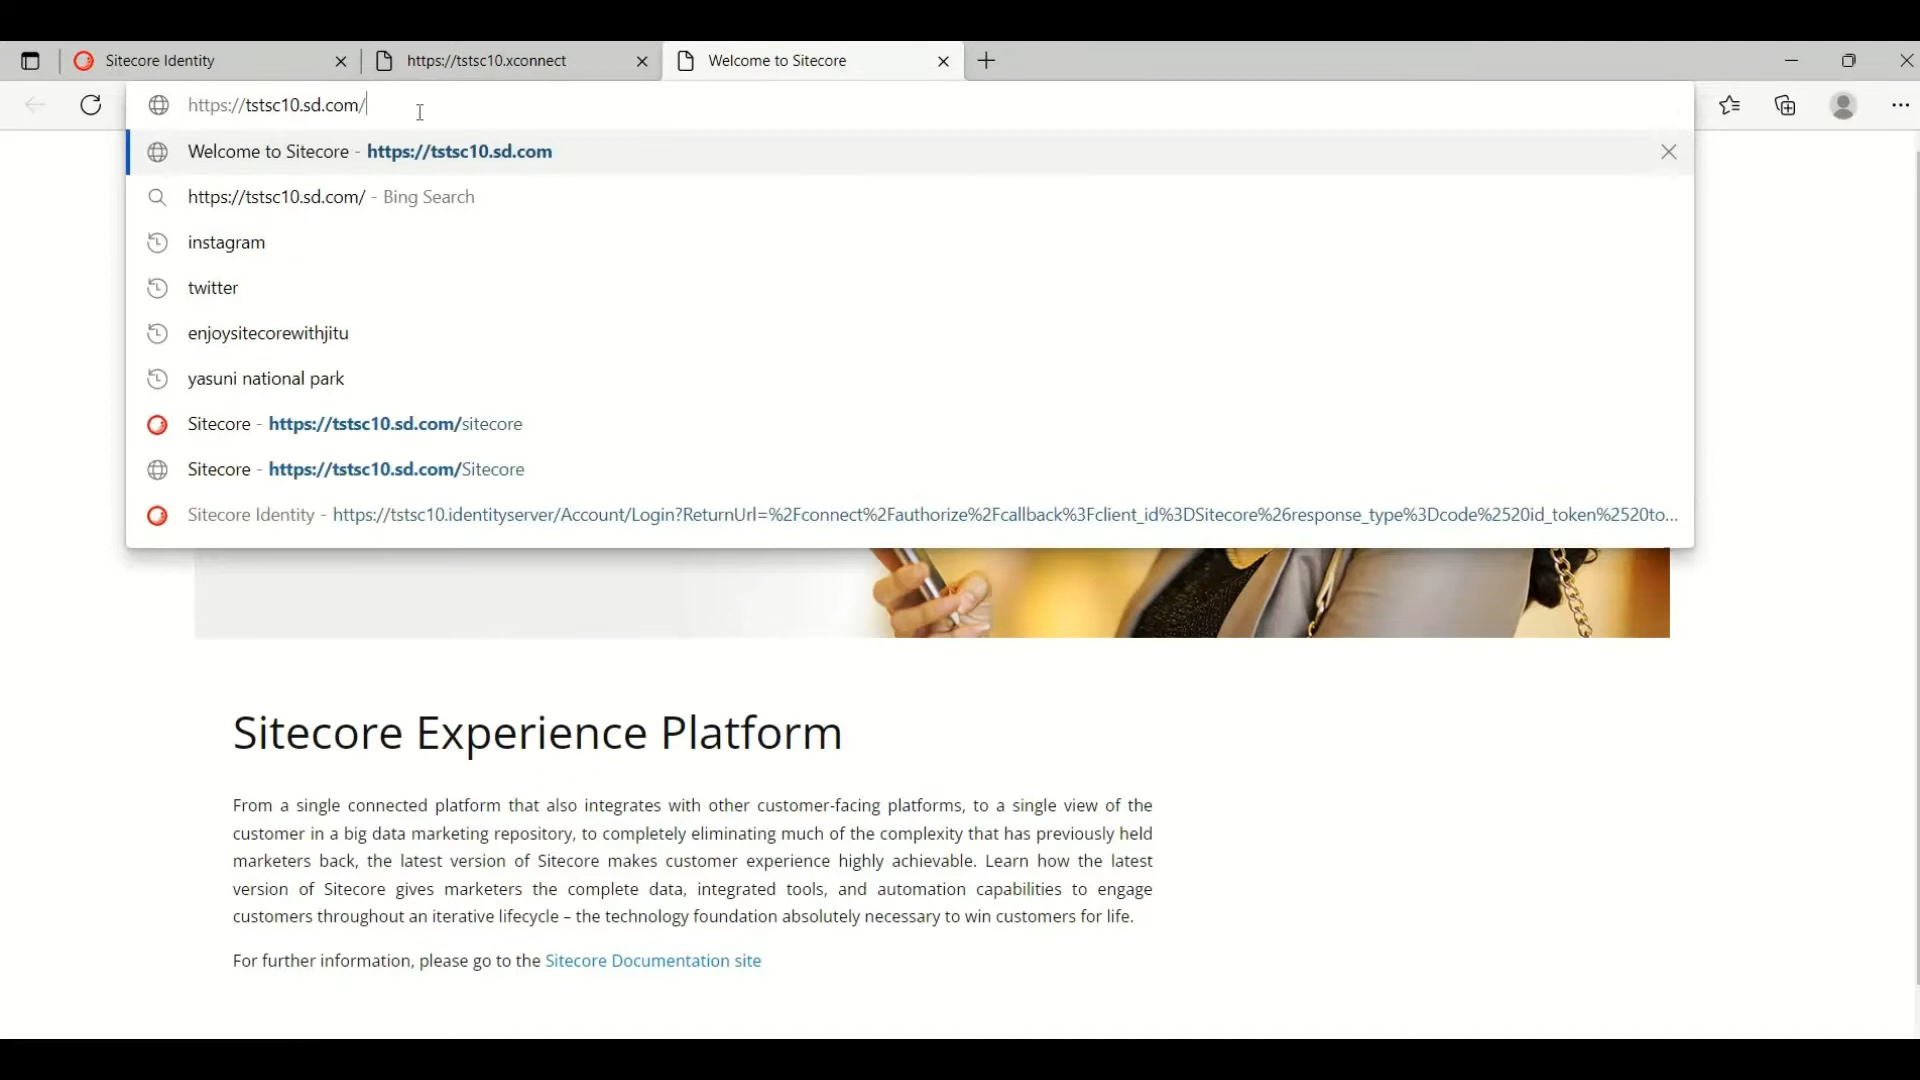 Sitecore Identity
https://tstsc10.xconnect
Welcome to Sitecore
https://tstsc10.sd.com/
Welcome to Sitecore - https://tstsc10.sd.com
https://tstsc10.sd.com/ - Bing Search
instagram
twitter
enjoysitecorewithjitu
yasuni national park
Sitecore - https://tstsc10.sd.com/sitecore
Sitecore - https://tstsc10.sd.com/Sitecore
Sitecore Identity - https://tstsc10.identityserver/Account/Login?ReturnUrl=%2Fconnect%2Fauthorize%2Fcallback%3Fclient_id%3DSitecore%26response_type%3Dcode%2520id_token%2520to...
Sitecore Experience Platform
From a single connected platform that also integrates with other customer-facing platforms, to a single view of the
customer in a big data marketing repository, to completely eliminating much of the complexity that has previously held
marketers back, the latest version of Sitecore makes customer experience highly achievable. Learn how the latest
version of Sitecore gives marketers the complete data, integrated tools, and automation capabilities to engage
customers throughout an iterative lifecycle – the technology foundation absolutely necessary to win customers for life.
For further information, please go to the Sitecore Documentation site